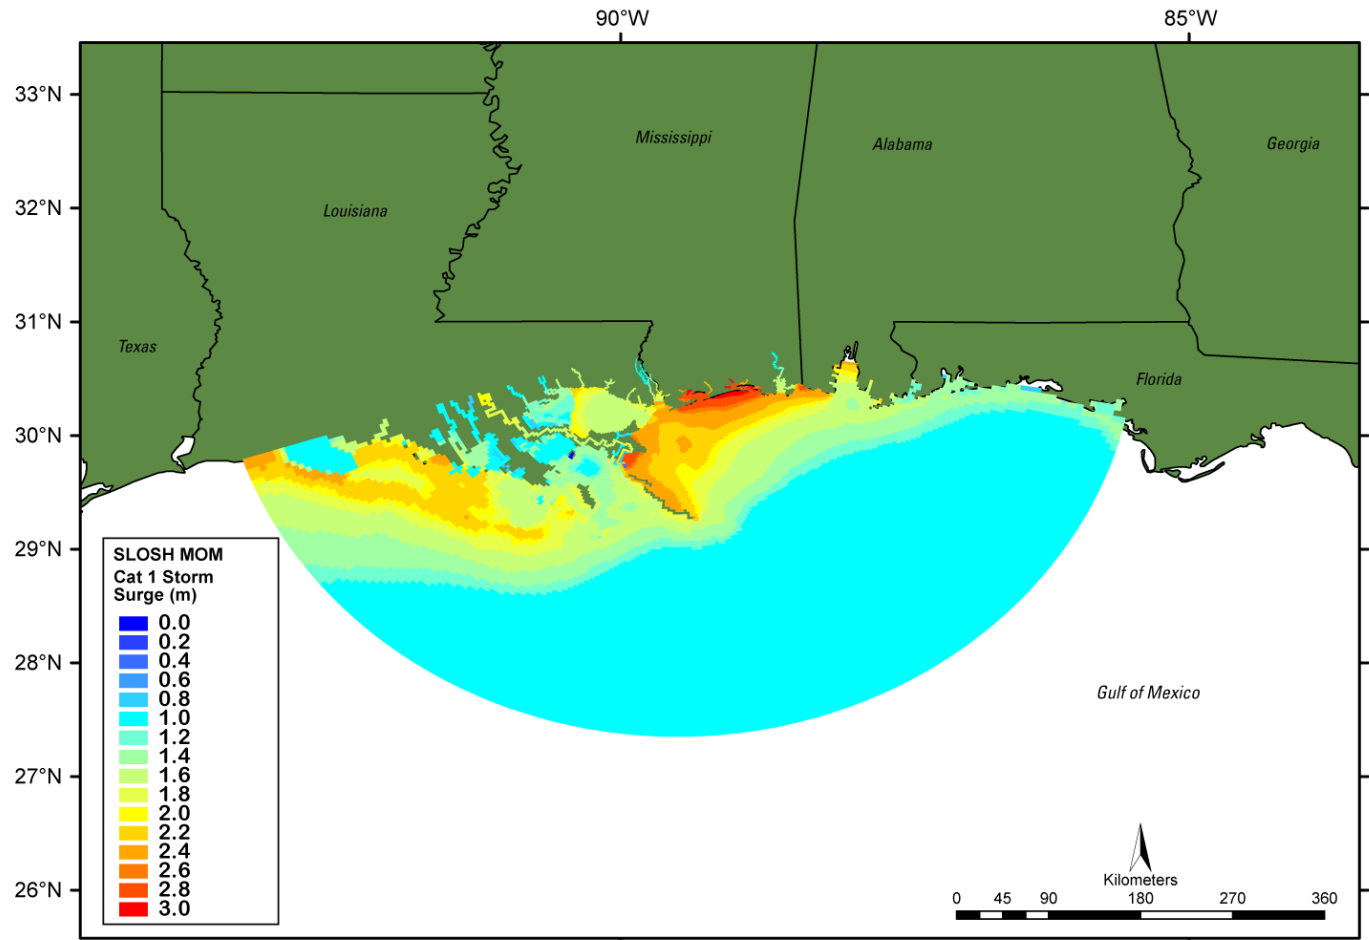 90°W
85°W
33°N
32°N
31°N
30°N
29°N
28°N
27°N
26°N
Mississippi
Alabama
Georgia
Louisiana
Texas
Florida
Gulf of Mexico
SLOSH MOM
Cat 1 Storm
Surge (m)
0.0
0.2
0.4
0.6
0.8
1.0
1.2
1.4
1.6
1.8
2.0
2.2
2.4
2.6
2.8
3.0
Kilometers
0 45 90 180 270 360